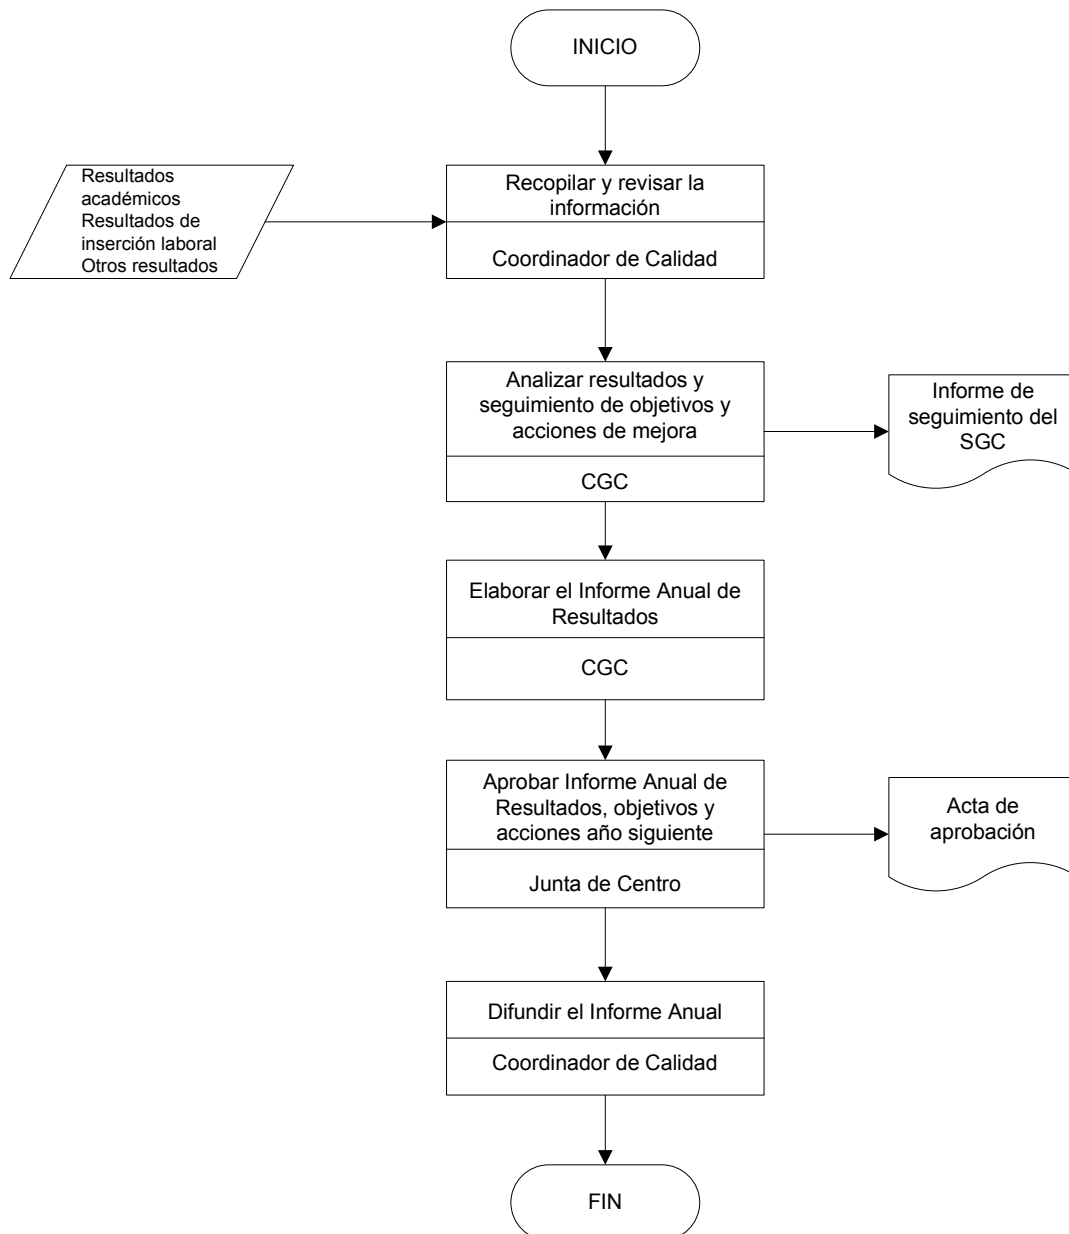 INICIO
Resultados
académicos
Resultados de
inserción laboral
Otros resultados
Recopilar y revisar la
información
Coordinador de Calidad
Analizar resultados y
seguimiento de objetivos y
acciones de mejora
CGC
Informe de
seguimiento del
SGC
Elaborar el Informe Anual de
Resultados
CGC
Aprobar Informe Anual de
Resultados, objetivos y
acciones año siguiente
Junta de Centro
Acta de
aprobación
Difundir el Informe Anual
Coordinador de Calidad
FIN